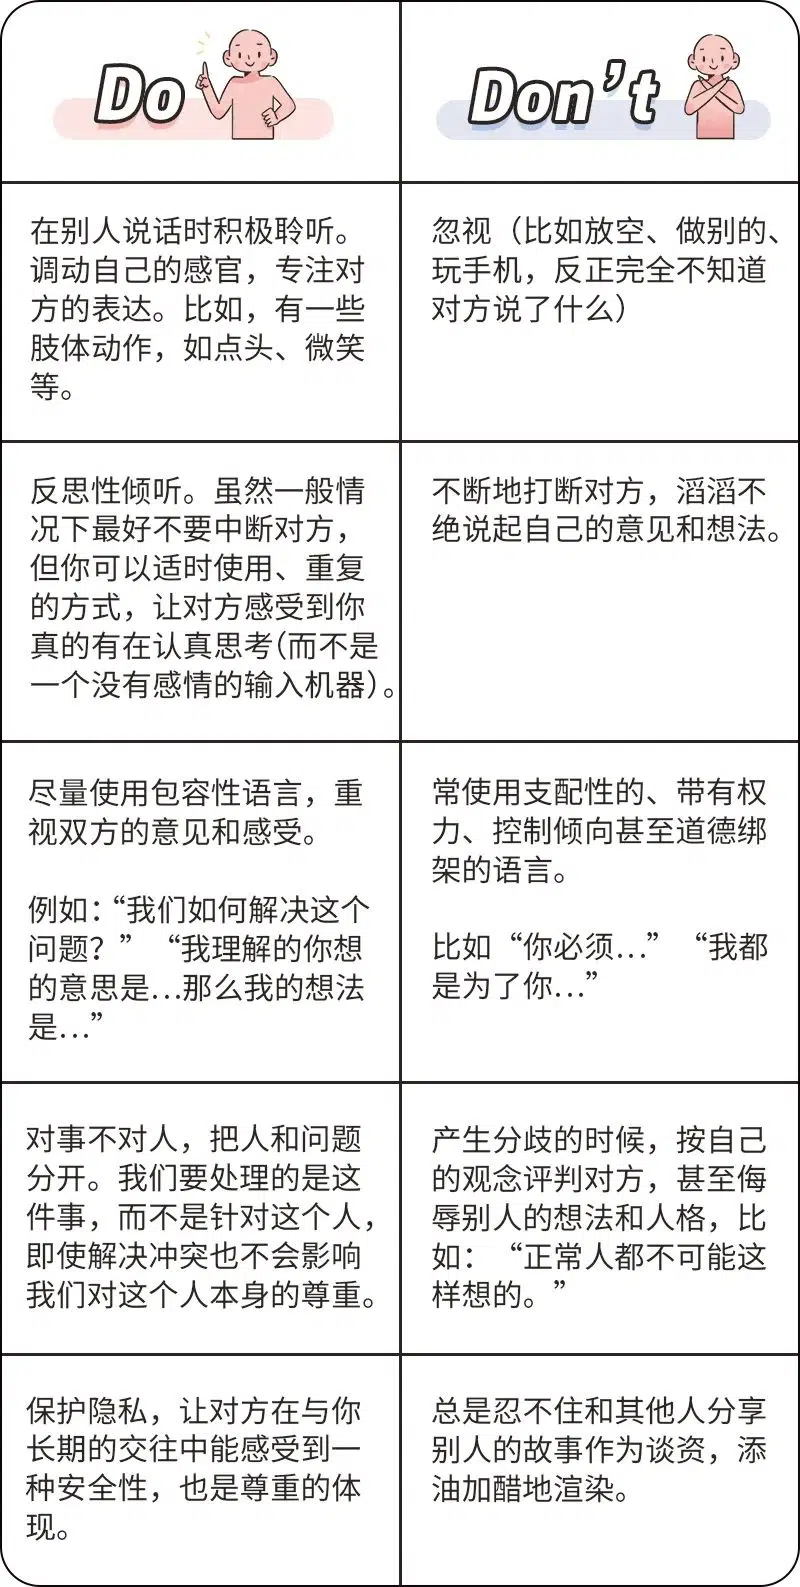 Do
Don't
在别人说话时积极聆听。
调动自己的感官，专注对
方的表达。比如，有一些
肢体动作，如点头、微笑
等。
忽视（比如放空、做别的、
玩手机，反正完全不知道
对方说了什么）
反思性倾听。虽然一般情
况下最好不要中断对方，
但你可以适时使用、重复
的方式，让对方感受到你
真的有在认真思考（而不是
一个没有感情的输入机器）。
不断地打断对方，滔滔不
绝说起自己的意见和想法。
尽量使用包容性语言，重
视双方的意见和感受。
例如：“我们如何解决这个
问题？” “我理解的你想
的意思是…那么我的想法
是…”
常使用支配性的、带有权
力、控制倾向甚至道德绑
架的语言。
比如“你必须…” “我都
是为了你…”
对事不对人，把人和问题
分开。我们要处理的是这
件事，而不是针对这个人，
即使解决冲突也不会影响
我们对这个人本身的尊重。
产生分歧的时候，按自己
的观念评判对方，甚至侮
辱别人的想法和人格，比
如：“正常人都不可能这
样想的。”
保护隐私，让对方在与你
长期的交往中能感受到一
种安全性，也是尊重的体
现。
总是忍不住和其他人分享
别人的故事作为谈资，添
油加醋地渲染。